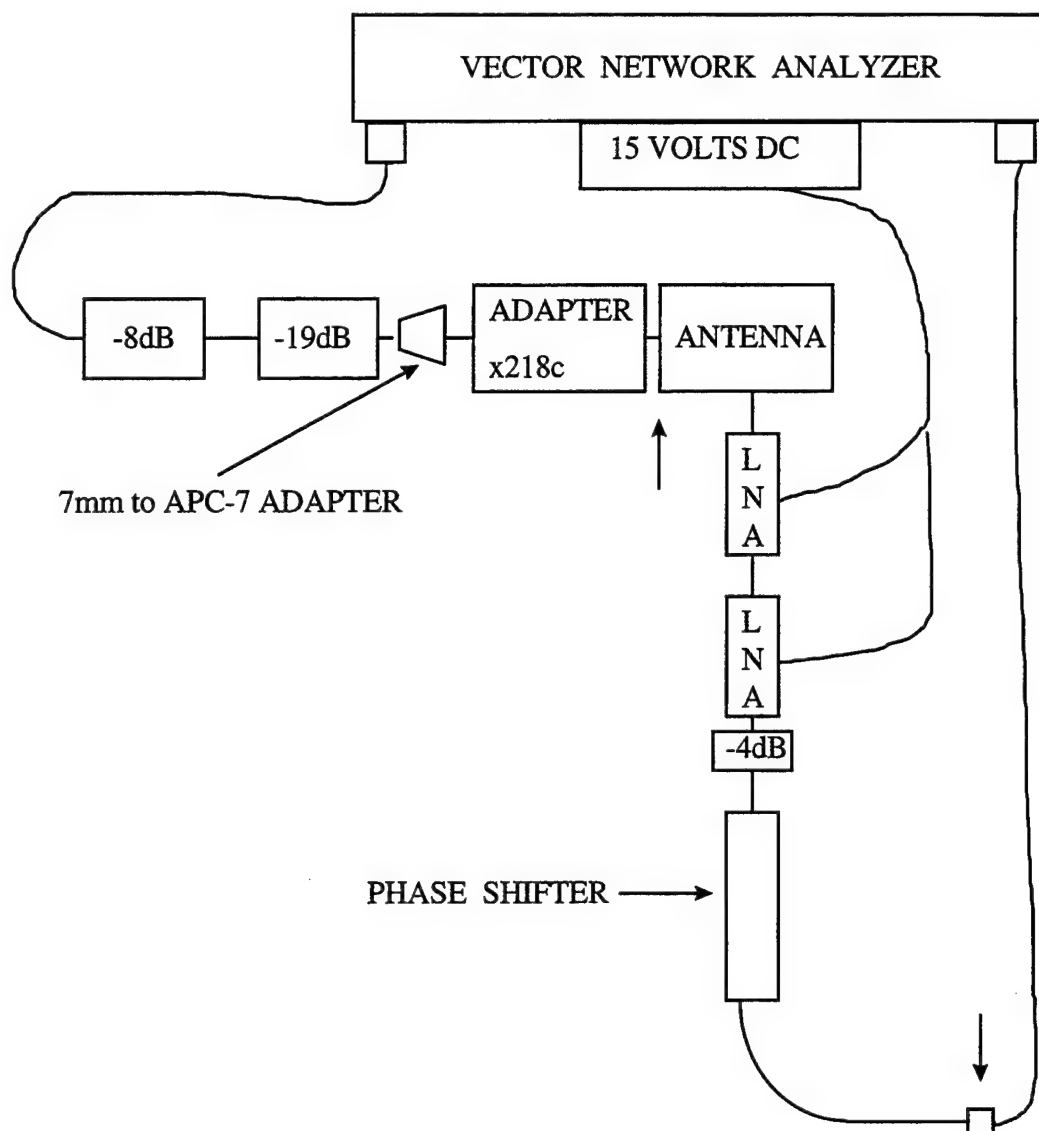 VECTOR NETWORK ANALYZER
15 VOLTS DC
-8dB
-19dB
ADAPTER
x218c
ANTENNA
7mm to APC-7 ADAPTER
L
N
A
L
N
A
-4dB
PHASE SHIFTER